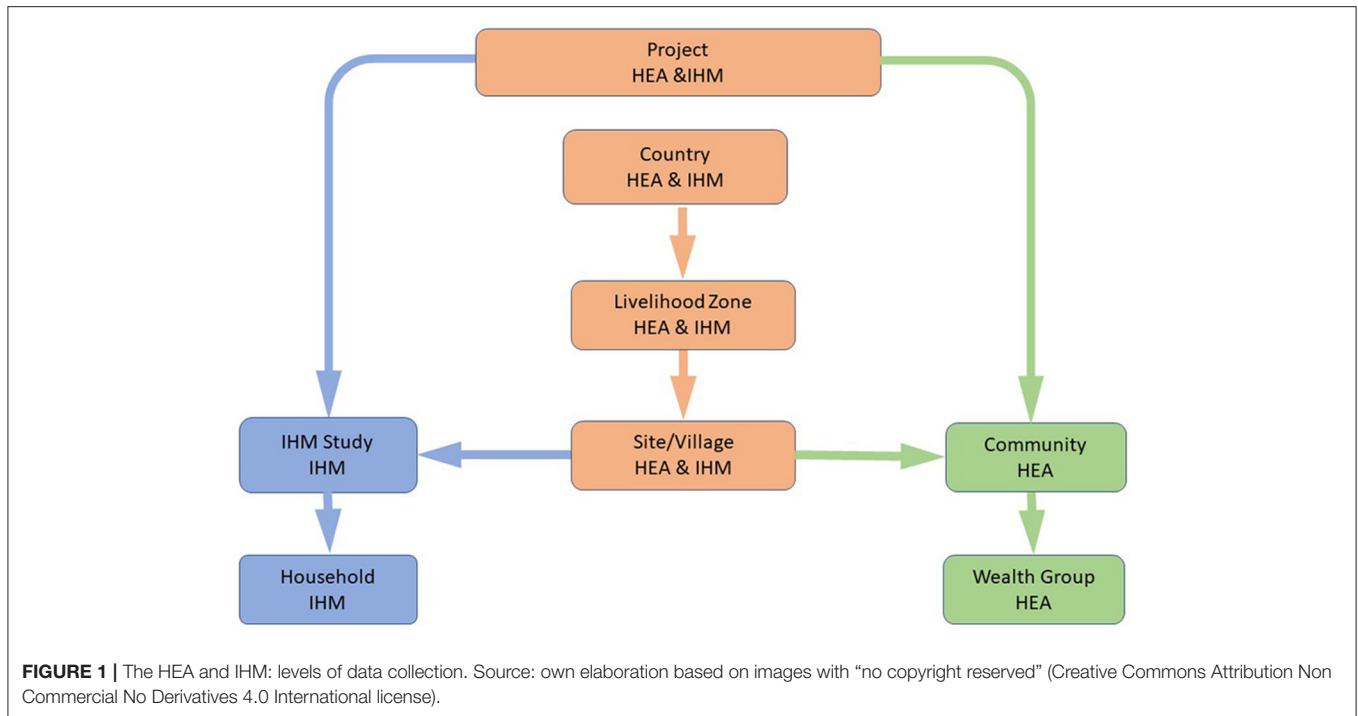 Project
HEA &IHM
Country
HEA & IHM
Livelihood Zone
HEA & IHM
IHM Study
IHM
Site/Village
HEA & IHM
Community
HEA
Household
IHM
Wealth Group
HEA
FIGURE 1 | The HEA and IHM: levels of data collection. Source: own elaboration based on images with “no copyright reserved” (Creative Commons Attribution Non
Commercial No Derivatives 4.0 International license).